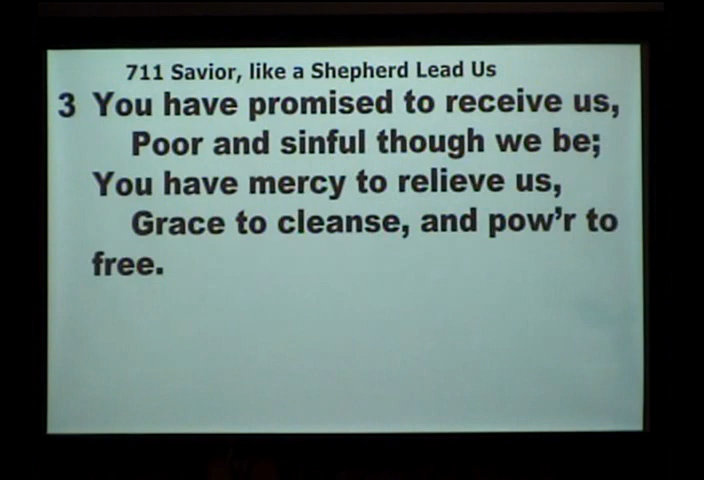 711 Savior, like a Shepherd Lead Us
3 You have promised to receive us,
Poor and sinful though we be;
You have mercy to relieve us,
Grace to cleanse, and pow'r to
free.